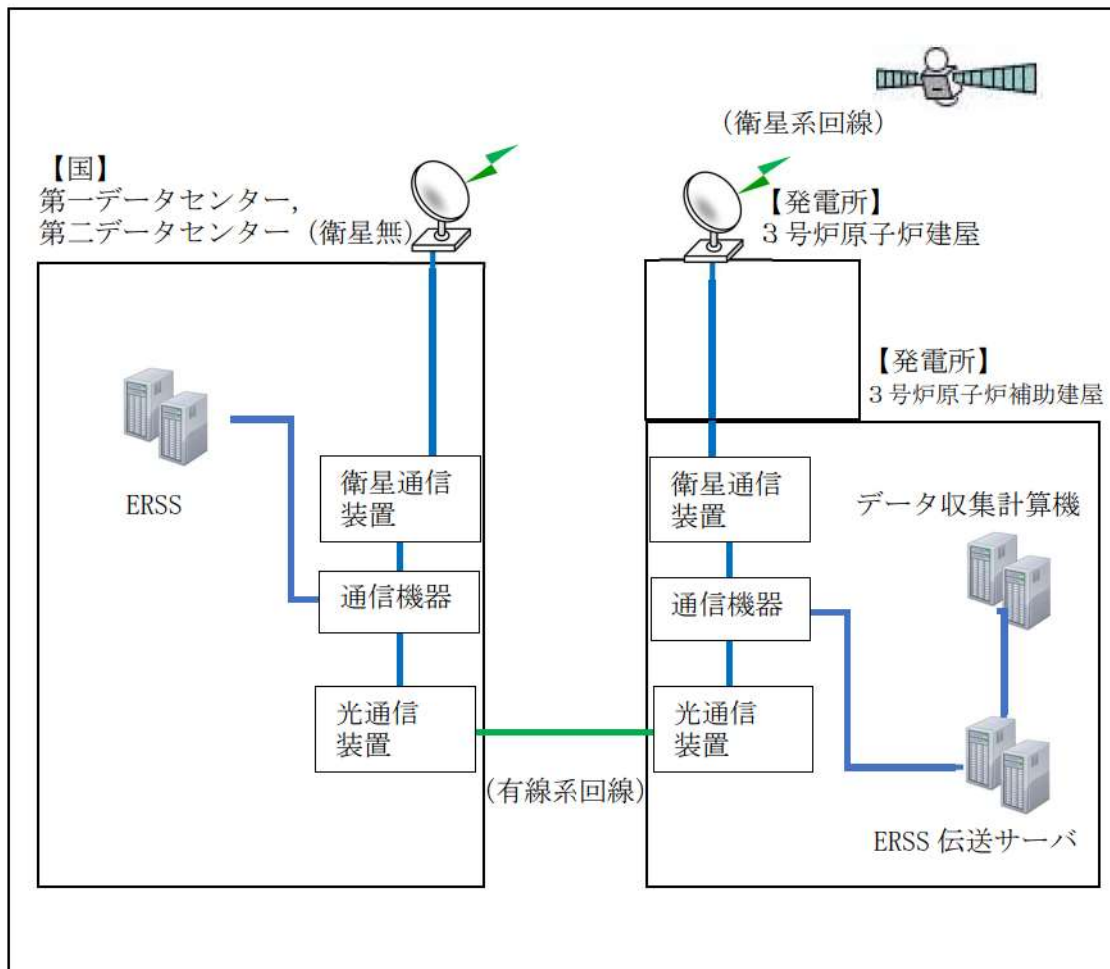 (衛星系回線)
【国】
第一データセンター,
第二データセンター (衛星無)
【発電所】
3号炉原子炉建屋
【発電所】
3号炉原子炉補助建屋
ERSS
衛星通信
装置
通信機器
光通信
装置
(有線系回線)
衛星通信
装置
通信機器
光通信
装置
データ収集計算機
ERSS 伝送サーバ